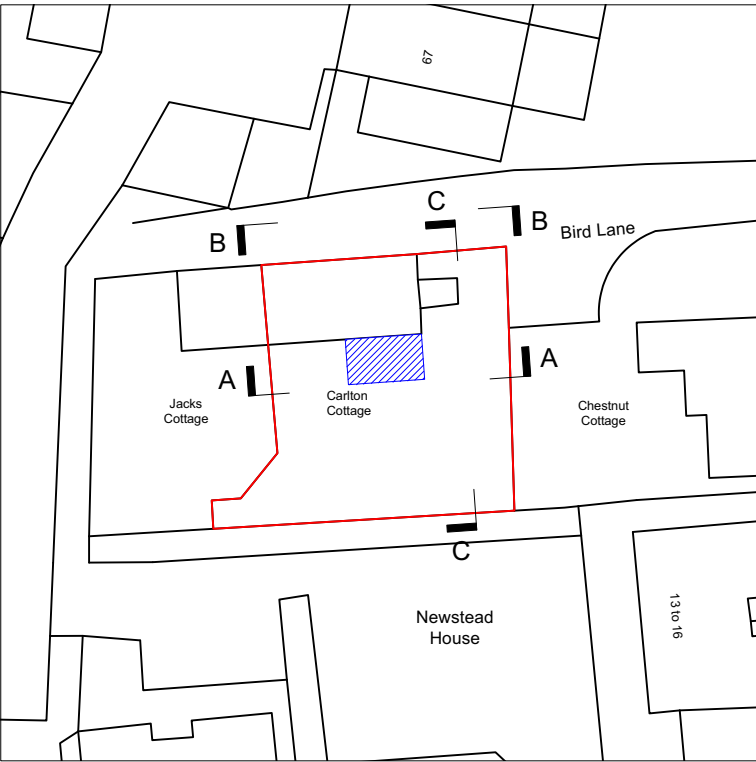 67
C
B
B
Bird Lane
A
A
Jacks
Cottage
Carlton
Cottage
Chestnut
Cottage
C
Newstead
House
13 to 16